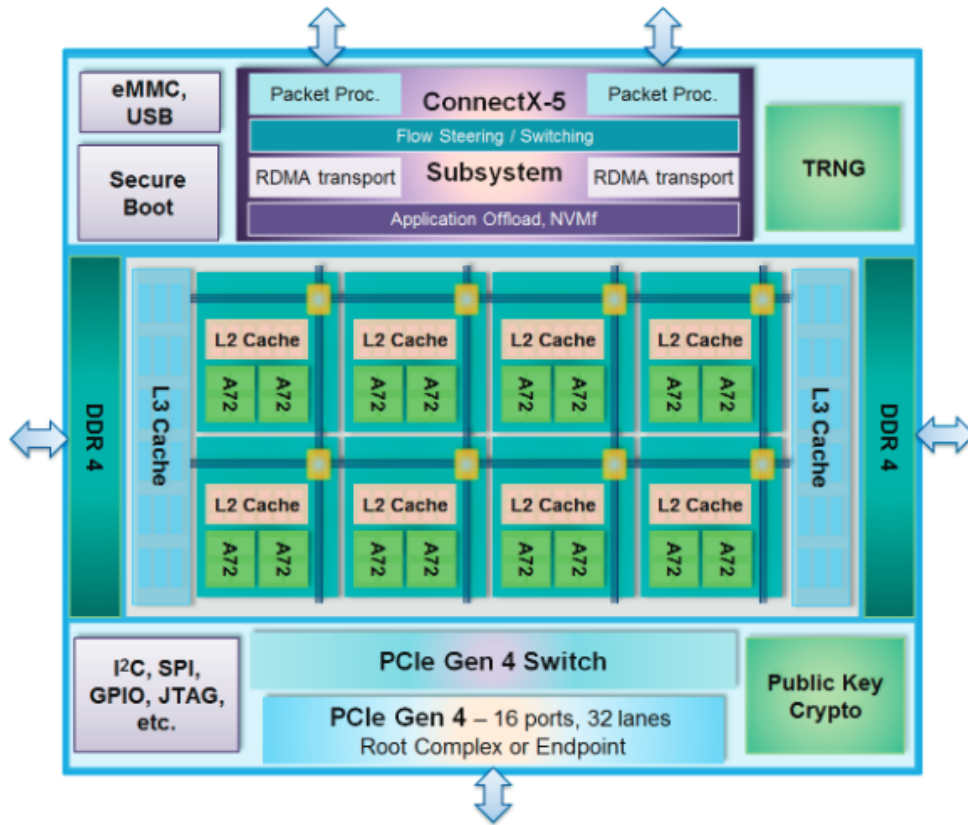 eMMC,
USB
Packet Proc.
ConnectX-5
Packet Proc.
Flow Steering / Switching
Secure
Boot
RDMA transport
Subsystem
RDMA transport
Application Offload, NVMf
TRNG
DDR 4
L3 Cache
L2 Cache
L2 Cache
L2 Cache
L2 Cache
A72
A72
A72
A72
A72
A72
A72
A72
L2 Cache
L2 Cache
L2 Cache
L2 Cache
A72
A72
A72
A72
A72
A72
A72
A72
L3 Cache
DDR 4
I²C, SPI,
GPIO, JTAG,
etc.
PCIe Gen 4 Switch
PCIe Gen 4 – 16 ports, 32 lanes
Root Complex or Endpoint
Public Key
Crypto